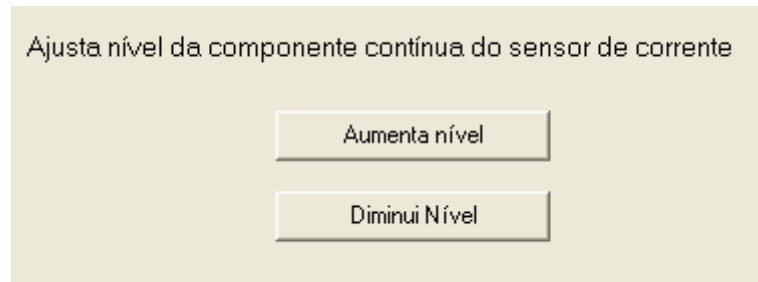 Ajusta nível da componente contínua do sensor de corrente
Aumenta nível
Diminui Nível